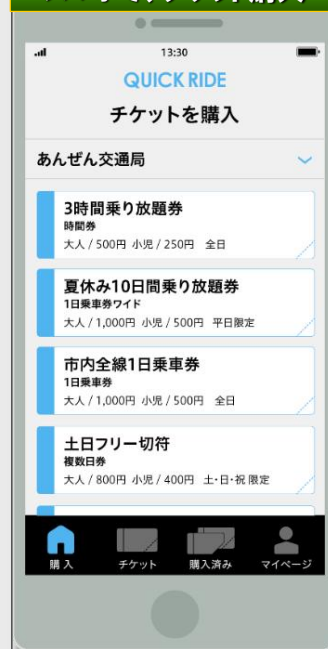 13:30
QUICK RIDE
チケットを購入
あんぜん交通局
3時間乗り放題券
時間券
大人 / 500円 小児 / 250円 全日
夏休み10日間乗り放題券
1日乗車券ワイド
大人 / 1,000円 小児 / 500円 平日限定
市内全線1日乗車券
1日乗車券
大人 / 1,000円 小児 / 500円 全日
土日フリー切符
複数日券
大人 / 800円 小児 / 400円 土・日・祝 限定
購 入 チケット 購入済み マイページ